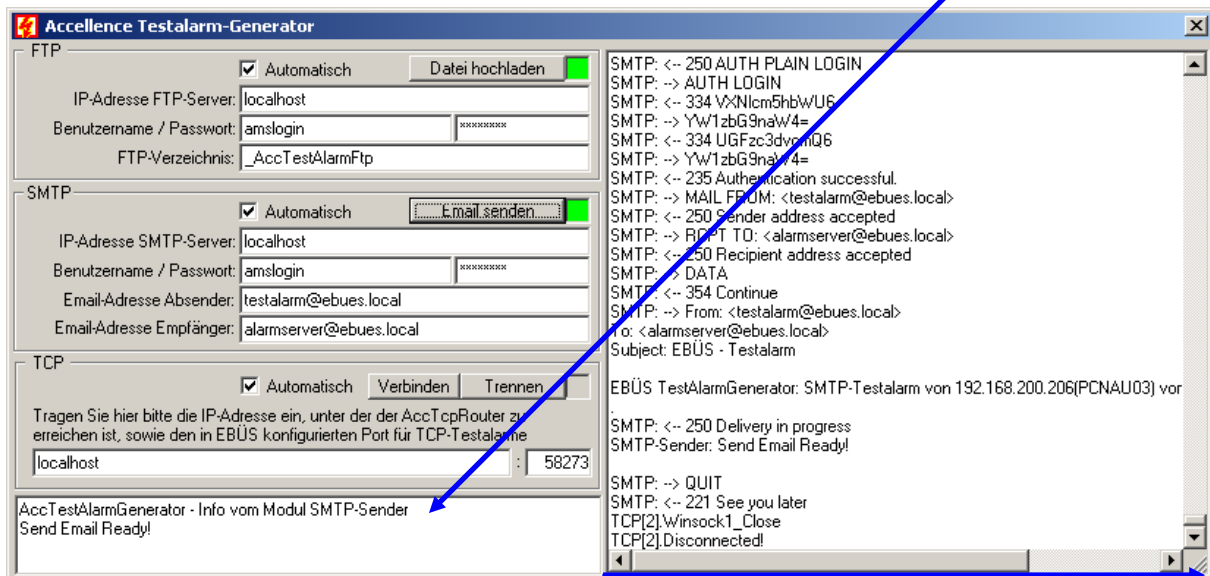 Accellence Testalarm-Generator
FTP
Automatisch
Datei hochladen
IP-Adresse FTP-Server: localhost
Benutzername / Passwort: amslogin ********
FTP-Verzeichnis: _AccTestAlarmFtp
SMTP
Automatisch
Email senden
IP-Adresse SMTP-Server: localhost
Benutzername / Passwort: amslogin ********
Email-Adresse Absender: testalarm@ebues.local
Email-Adresse Empfänger: alarmserver@ebues.local
TCP
Automatisch
Verbinden
Trennen
Tragen Sie hier bitte die IP-Adresse ein, unter der der AccTcpRouter zu
erreichen ist, sowie den in EBÜS konfigurierten Port für TCP-Testalarme
localhost : 58273
AccTestAlarmGenerator - Info vom Modul SMTP-Sender
Send Email Ready!
SMTP: <-- 250 AUTH PLAIN LOGIN
SMTP: --> AUTH LOGIN
SMTP: <-- 334 VXNlcm5hbWU6
SMTP: --> YW1zbG9naW4=
SMTP: <-- 334 UGFzc3dvcmQ6
SMTP: --> YW1zbG9naW4=
SMTP: <-- 235 Authentication successful.
SMTP: --> MAIL FROM: <testalarm@ebues.local>
SMTP: <-- 250 Sender address accepted
SMTP: --> RCPT TO: <alarmserver@ebues.local>
SMTP: <-- 250 Recipient address accepted
SMTP: --> DATA
SMTP: <-- 354 Continue
SMTP: --> From: <testalarm@ebues.local>
To: <alarmserver@ebues.local>
Subject: EBÜS - Testalarm
EBÜS TestAlarmGenerator: SMTP-Testalarm von 192.168.200.206(PCNAU03) vor
.
SMTP: <-- 250 Delivery in progress
SMTP-Sender: Send Email Ready!
SMTP: --> QUIT
SMTP: <-- 221 See you later
TCP[2].Winsock1_Close
TCP[2].Disconnected!